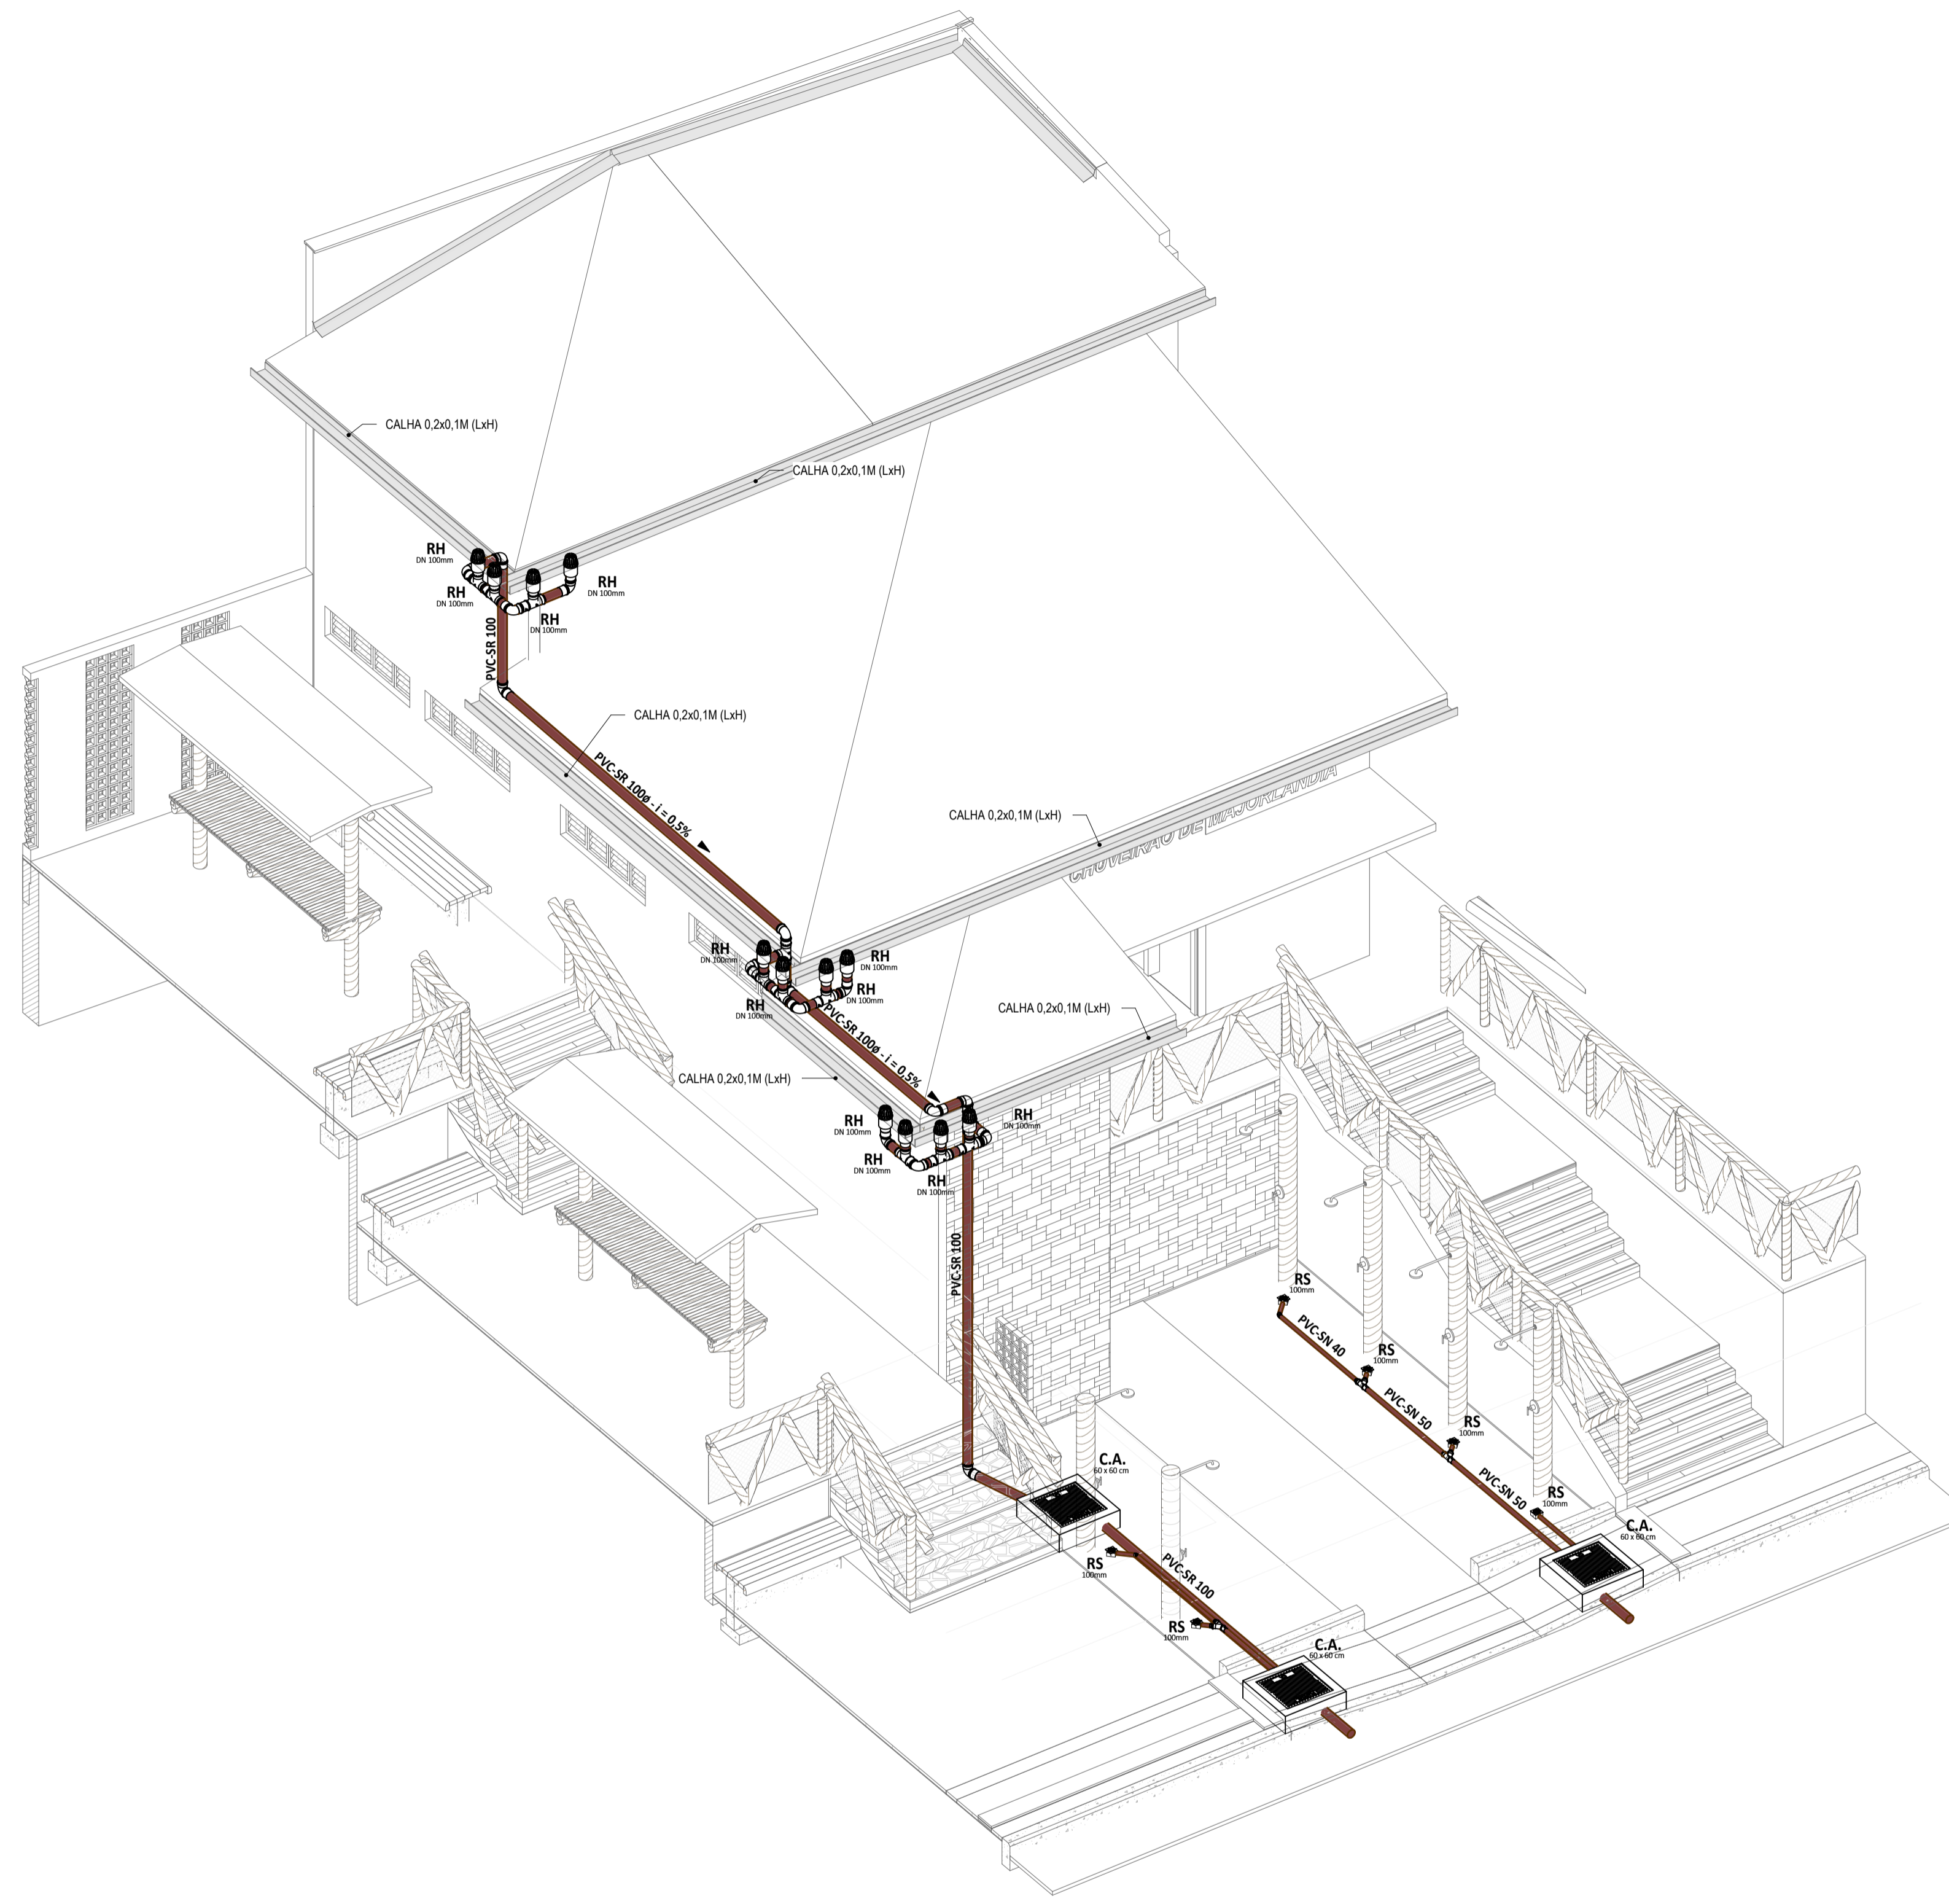 CALHA 0,2x0,1M (LxH)
CALHA 0,2x0,1M (LxH)
RH
DN 100mm
RH
DN 100mm
RH
DN 100mm
RH
DN 100mm
PVC-SR 100
CALHA 0,2x0,1M (LxH)
PVC-SR 100ø - i = 0,5%
CALHA 0,2x0,1M (LxH)
CHUVEIRÃO DE MAJORLANDIA
RH
DN 100mm
RH
DN 100mm
RH
DN 100mm
RH
DN 100mm
PVC-SR 100ø - i = 0,5%
CALHA 0,2x0,1M (LxH)
CALHA 0,2x0,1M (LxH)
RH
DN 100mm
RH
DN 100mm
RH
DN 100mm
RH
DN 100mm
PVC-SR 100
RS
100mm
PVC-SN 40
RS
100mm
PVC-SN 50
RS
100mm
PVC-SN 50
RS
100mm
C.A.
60 x 60 cm
C.A.
60 x 60 cm
RS
100mm
PVC-SR 100
RS
100mm
C.A.
60 x 60 cm